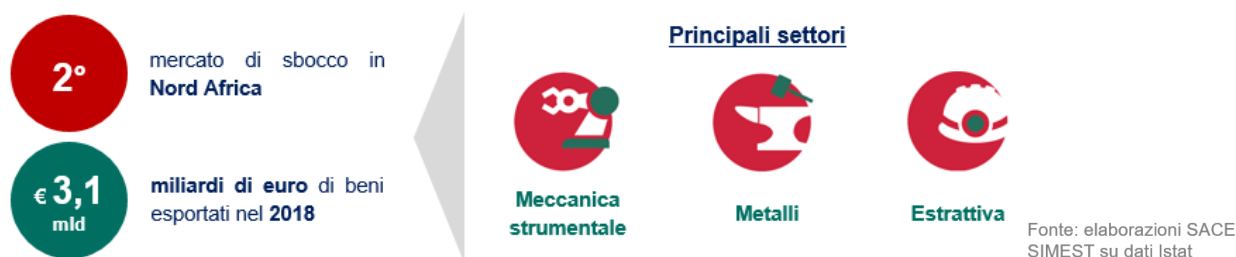 2°
mercato di sbocco in
Nord Africa
€ 3,1
mld
miliardi di euro di beni
esportati nel 2018
Principali settori
Meccanica
strumentale
Metalli
Estrattiva
Fonte: elaborazioni SACE
SIMEST su dati Istat